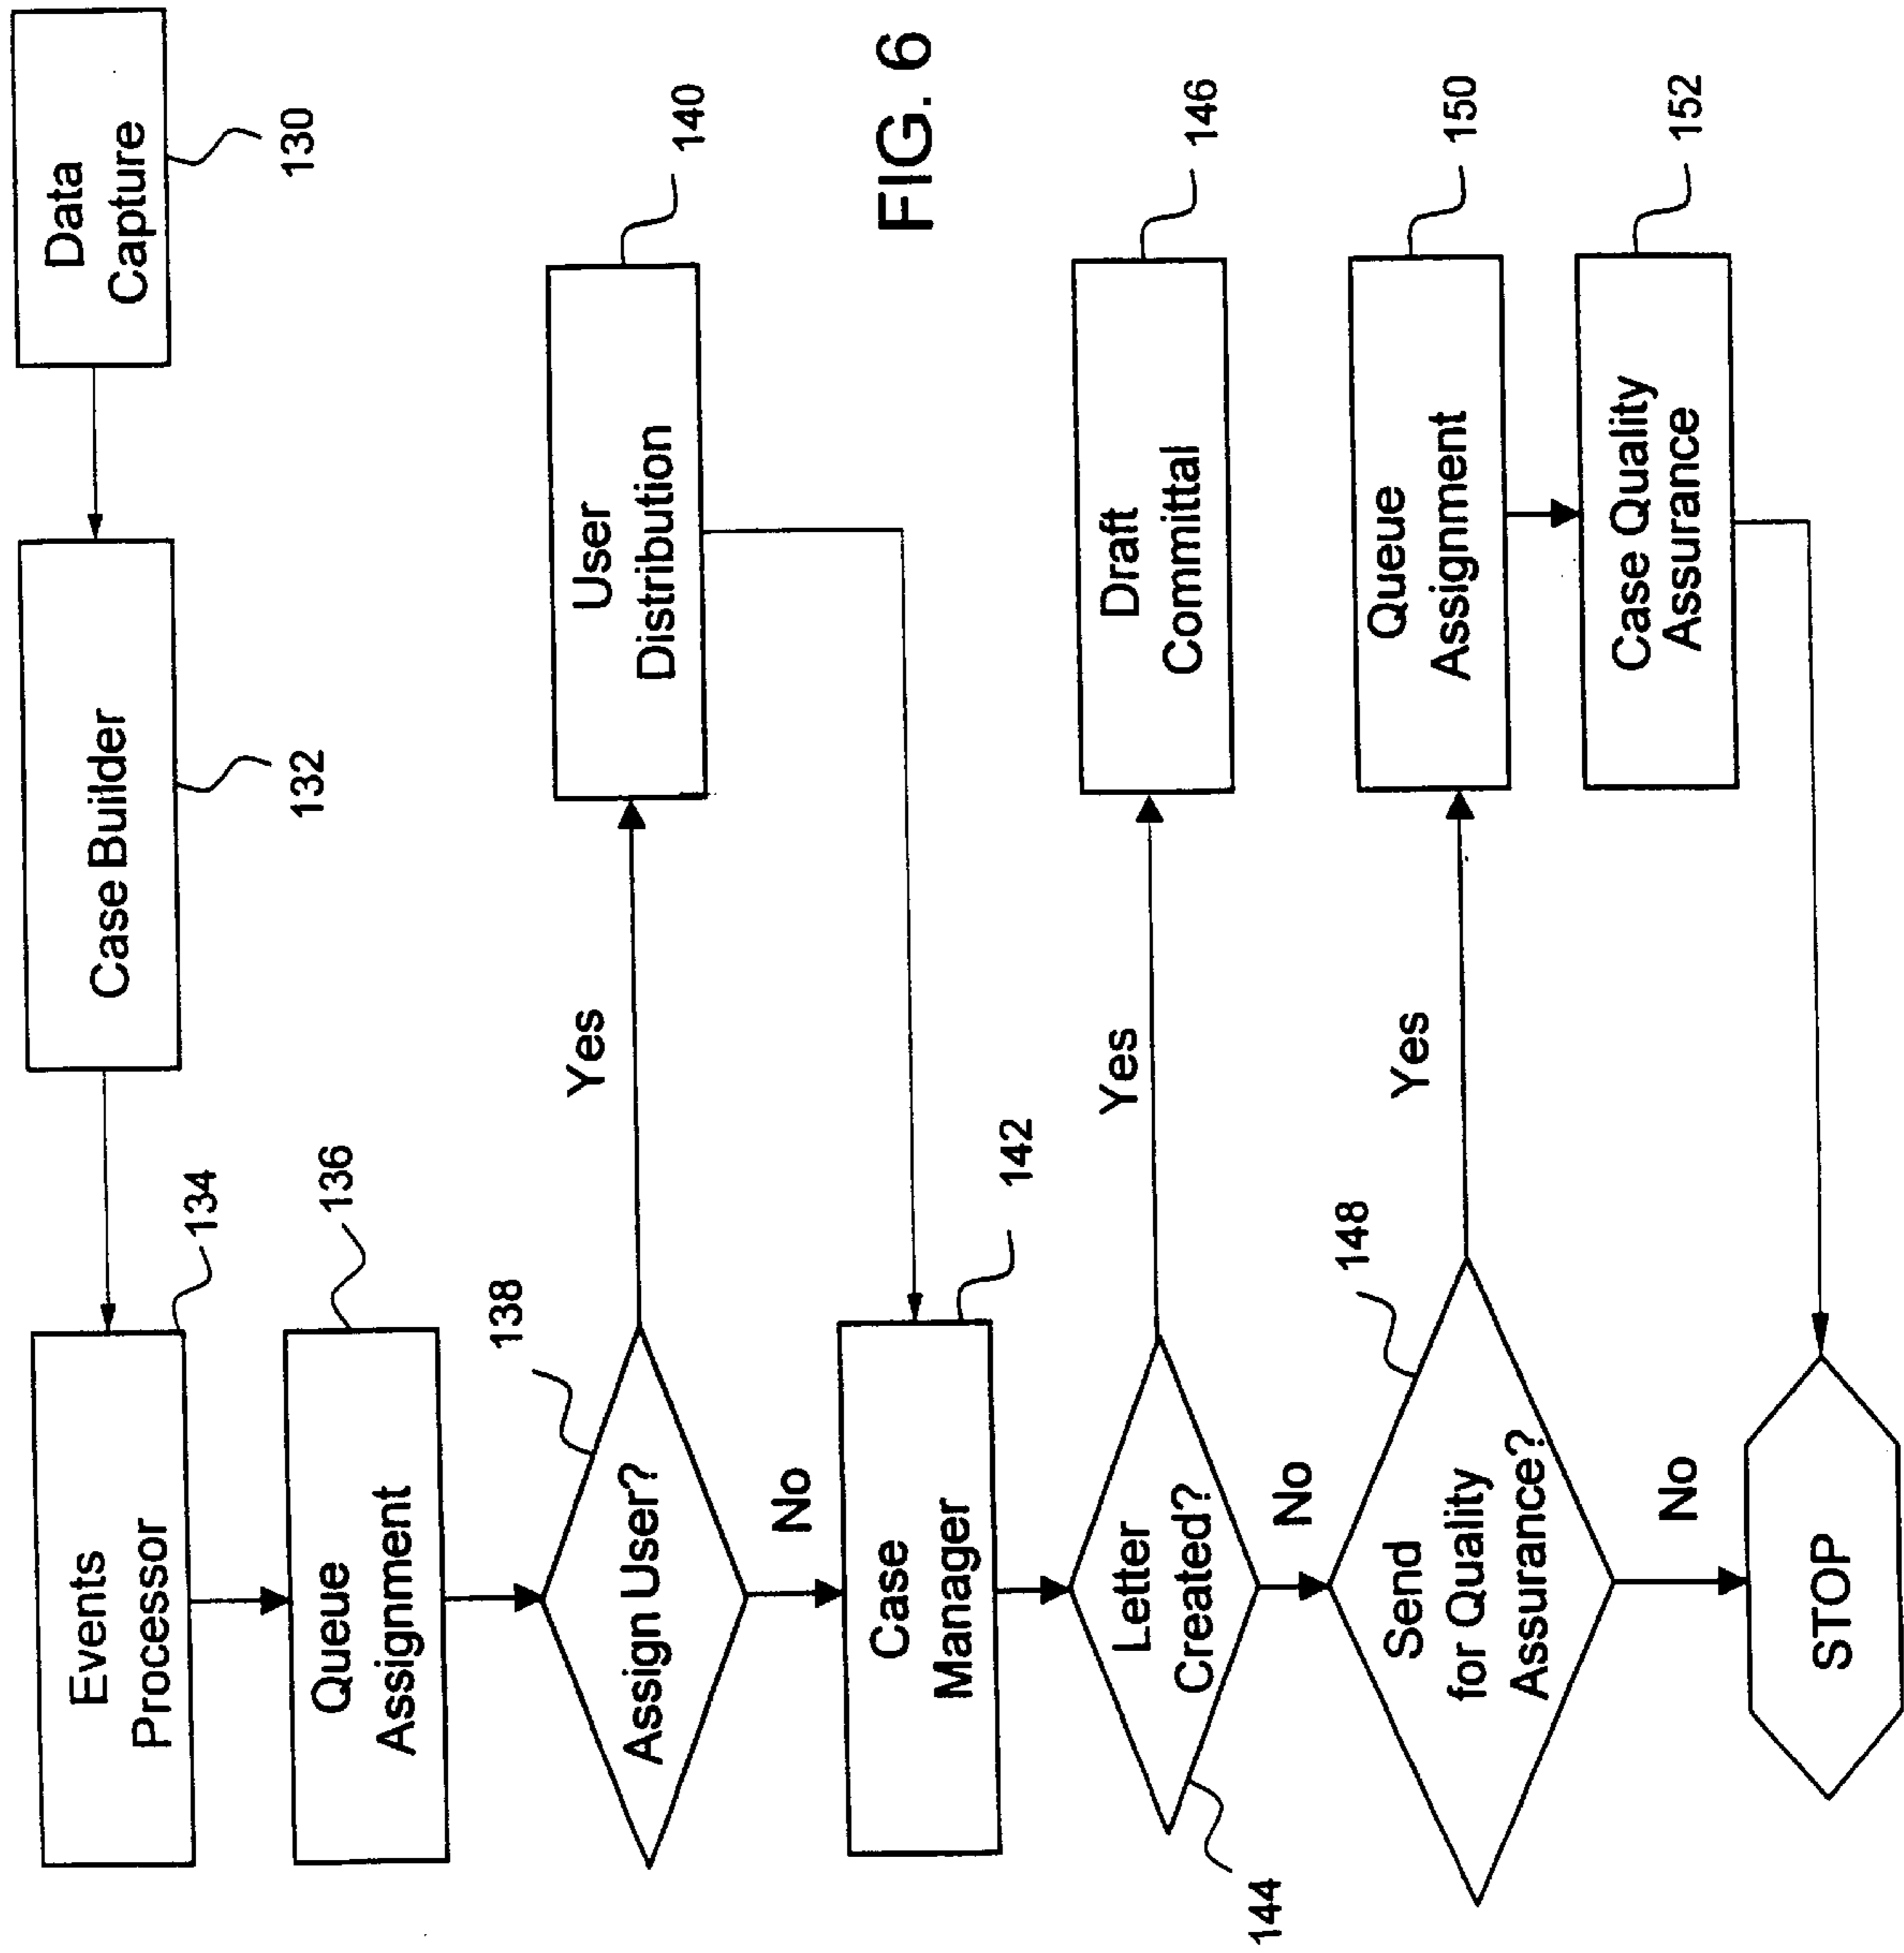 Data
Capture
130
Case Builder
132
Events
Processor
134
Queue
Assignment
136
Assign User?
138
Yes
User
Distribution
140
No
Case
Manager
142
FIG. 6
Letter
Created?
144
Yes
Draft
Committal
146
No
Send
for Quality
Assurance?
148
Yes
Queue
Assignment
150
Case Quality
Assurance
152
No
STOP